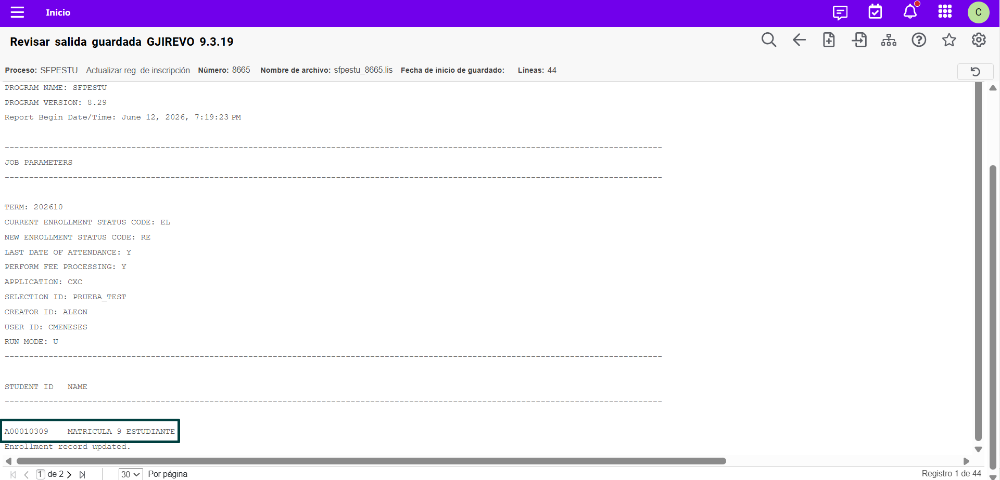 Inicio
C
Revisar salida guardada GJIREVO 9.3.19
Proceso: SFPESTU Actualizar reg. de inscripción Número: 8665 Nombre de archivo: sfpestu_8665.lis Fecha de inicio de guardado: Líneas: 44
PROGRAM NAME: SFPESTU
PROGRAM VERSION: 8.29
Report Begin Date/Time: June 12, 2026, 7:19:23 PM
---------------------------------------------------------------------------------------------------------------------------------------
JOB PARAMETERS
---------------------------------------------------------------------------------------------------------------------------------------
TERM: 202610
CURRENT ENROLLMENT STATUS CODE: EL
NEW ENROLLMENT STATUS CODE: RE
LAST DATE OF ATTENDANCE: Y
PERFORM FEE PROCESSING: Y
APPLICATION: CXC
SELECTION ID: PRUEBA_TEST
CREATOR ID: ALEON
USER ID: CMENESES
RUN MODE: U
---------------------------------------------------------------------------------------------------------------------------------------
STUDENT ID NAME
---------------------------------------------------------------------------------------------------------------------------------------
A00010309 MATRICULA 9 ESTUDIANTE
Enrollment record updated.
1 de 2 30 Por página Registro 1 de 44